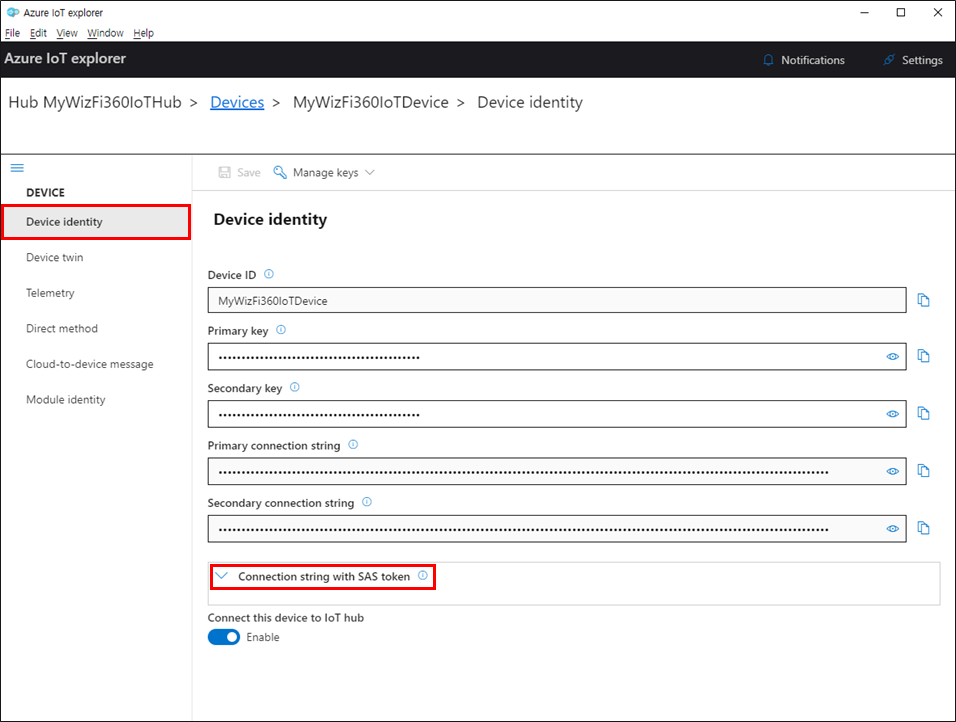 Azure IoT explorer
File Edit View Window Help
Azure IoT explorer Notifications Settings
Hub MyWizFi360IoTHub > Devices > MyWizFi360IoTDevice > Device identity
Save Manage keys
DEVICE
Device identity
Device twin
Telemetry
Direct method
Cloud-to-device message
Module identity
Device identity
Device ID
MyWizFi360IoTDevice
Primary key
••••••••••••••••••••••••••••••••••••••••••••
Secondary key
••••••••••••••••••••••••••••••••••••••••••••
Primary connection string
Secondary connection string
Connection string with SAS token
Connect this device to IoT hub
Enable